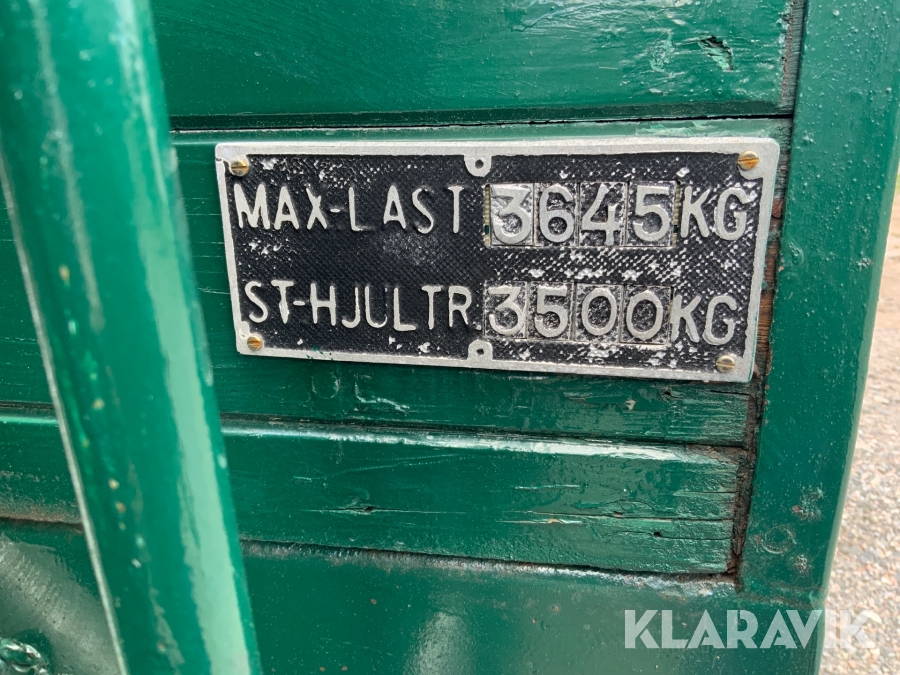 MAX-LAST 3645 KG
ST-HJULTR. 3500 KG
KLARAVIK